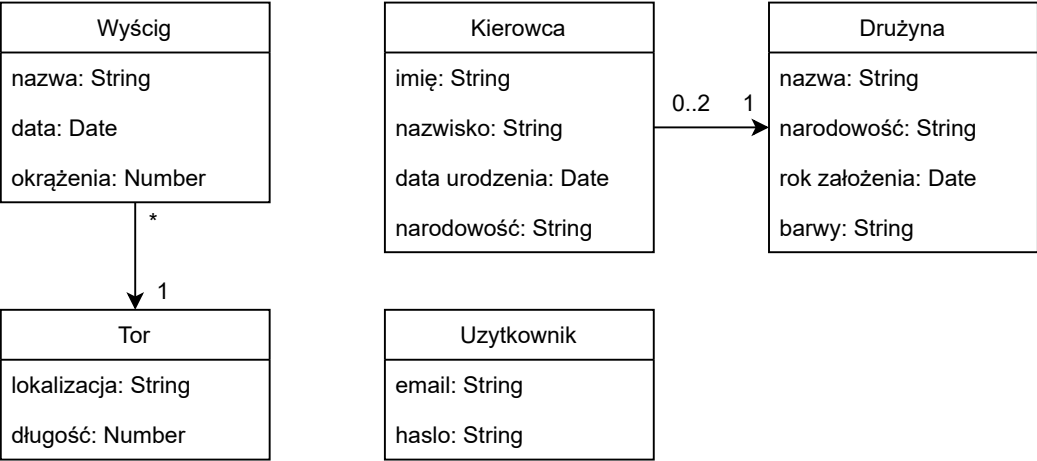 Wyścig
nazwa: String
data: Date
okrążenia: Number
*
1
Tor
lokalizacja: String
długość: Number
Kierowca
imię: String
nazwisko: String
data urodzenia: Date
narodowość: String
0..2
1
Drużyna
nazwa: String
narodowość: String
rok założenia: Date
barwy: String
Uzytkownik
email: String
haslo: String